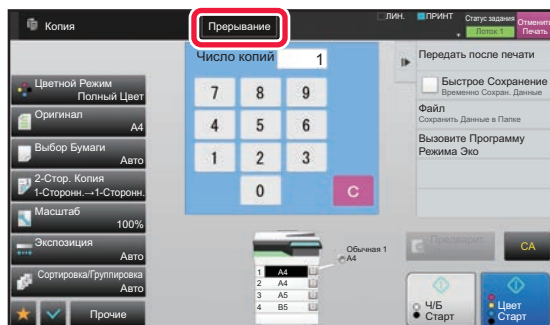 Копия
Прерывание
ЛИН.
ПРИНТ
Статус задания
Лоток 1
Отменить
Печать
Цветной Режим
Полный Цвет
Оригинал
A4
Выбор Бумаги
Авто
2-Стор. Копия
1-Сторонн.→1-Сторонн.
Масштаб
100%
Экспозиция
Авто
Сортировка/Группировка
Авто
Прочие
Число копий
1
7 8 9
4 5 6
1 2 3
0 C
Обычная 1
A4
1 A4
2 A4
3 A5
4 B5
Передать после печати
Быстрое Сохранение
Временно Сохран. Данные
Файл
Сохранить Данные в Папке
Вызовите Программу
Режима Эко
CA
Ч/Б
Старт
Цвет
Старт